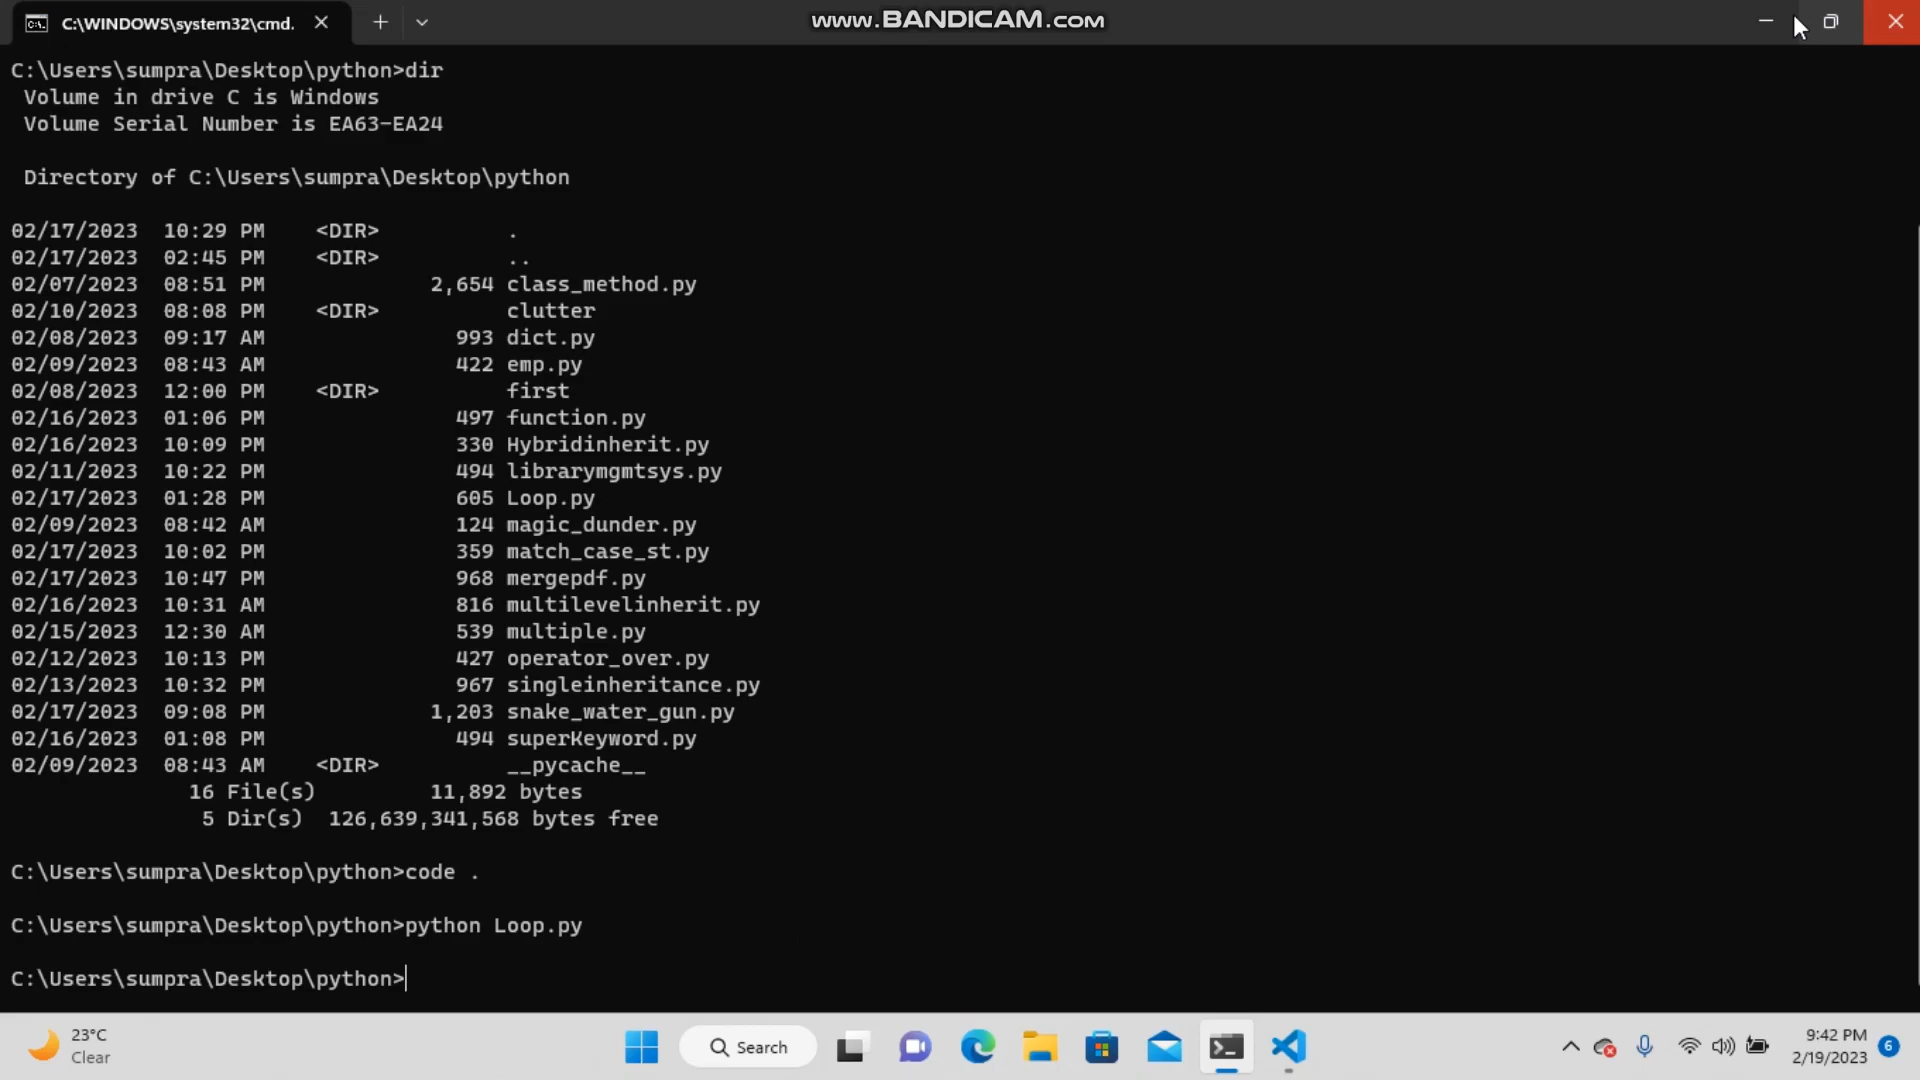 C:\WINDOWS\system32\cmd.
www.BANDICAM.com
C:\Users\sumpra\Desktop\python>dir
Volume in drive C is Windows
Volume Serial Number is EA63-EA24
Directory of C:\Users\sumpra\Desktop\python
02/17/2023 10:29 PM <DIR> .
02/17/2023 02:45 PM <DIR> ..
02/07/2023 08:51 PM 2,654 class_method.py
02/10/2023 08:08 PM <DIR> clutter
02/08/2023 09:17 AM 993 dict.py
02/09/2023 08:43 AM 422 emp.py
02/08/2023 12:00 PM <DIR> first
02/16/2023 01:06 PM 497 function.py
02/16/2023 10:09 PM 330 Hybridinherit.py
02/11/2023 10:22 PM 494 librarymgmtsys.py
02/17/2023 01:28 PM 605 Loop.py
02/09/2023 08:42 AM 124 magic_dunder.py
02/17/2023 10:02 PM 359 match_case_st.py
02/17/2023 10:47 PM 968 mergepdf.py
02/16/2023 10:31 AM 816 multilevelinherit.py
02/15/2023 12:30 AM 539 multiple.py
02/12/2023 10:13 PM 427 operator_over.py
02/13/2023 10:32 PM 967 singleinheritance.py
02/17/2023 09:08 PM 1,203 snake_water_gun.py
02/16/2023 01:08 PM 494 superKeyword.py
02/09/2023 08:43 AM <DIR> __pycache__
16 File(s) 11,892 bytes
5 Dir(s) 126,639,341,568 bytes free
C:\Users\sumpra\Desktop\python>code .
C:\Users\sumpra\Desktop\python>python Loop.py
C:\Users\sumpra\Desktop\python>
23°C
Clear
Search
9:42 PM
2/19/2023
6